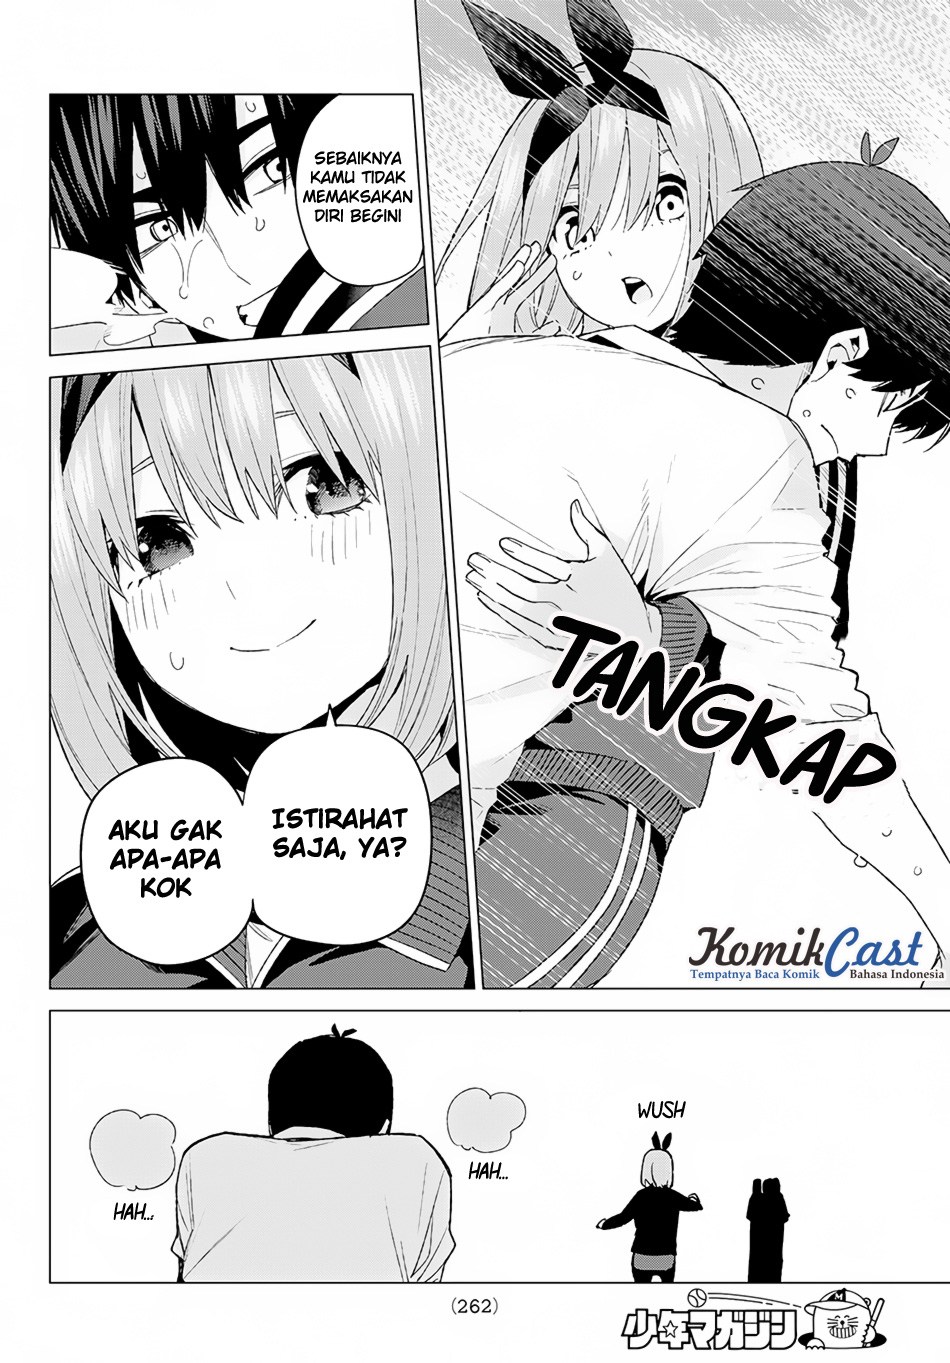 SEBAIKNYA
KAMU TIDAK
MEMAKSAKAN
DIRI BEGINI
TANGKAP
ISTIRAHAT
SAJA, YA?
AKU GAK
APA-APA
KOK
KomikCast
Tempatnya Baca Komik Bahasa Indonesia
WUSH
HAH...
HAH...
(262)
少年マガジン
M